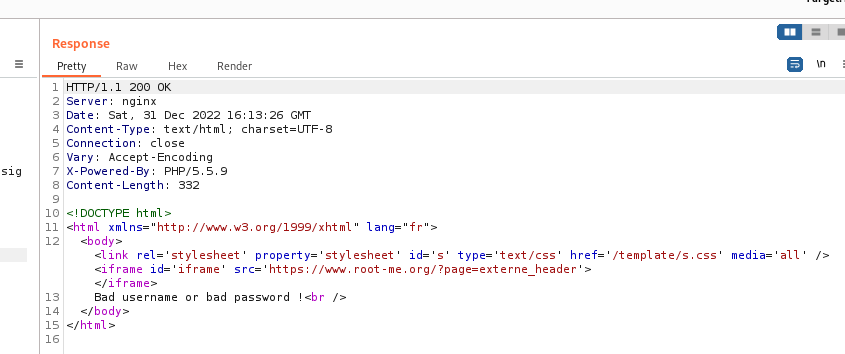 Response
Pretty Raw Hex Render
\n
sig
1 HTTP/1.1 200 OK
2 Server: nginx
3 Date: Sat, 31 Dec 2022 16:13:26 GMT
4 Content-Type: text/html; charset=UTF-8
5 Connection: close
6 Vary: Accept-Encoding
7 X-Powered-By: PHP/5.5.9
8 Content-Length: 332
9
10 <!DOCTYPE html>
11 <html xmlns="http://www.w3.org/1999/xhtml" lang="fr">
12 <body>
<link rel='stylesheet' property='stylesheet' id='s' type='text/css' href='/template/s.css' media='all' />
<iframe id='iframe' src='https://www.root-me.org/?page=externe_header'>
</iframe>
13 Bad username or bad password !<br />
14 </body>
15 </html>
16